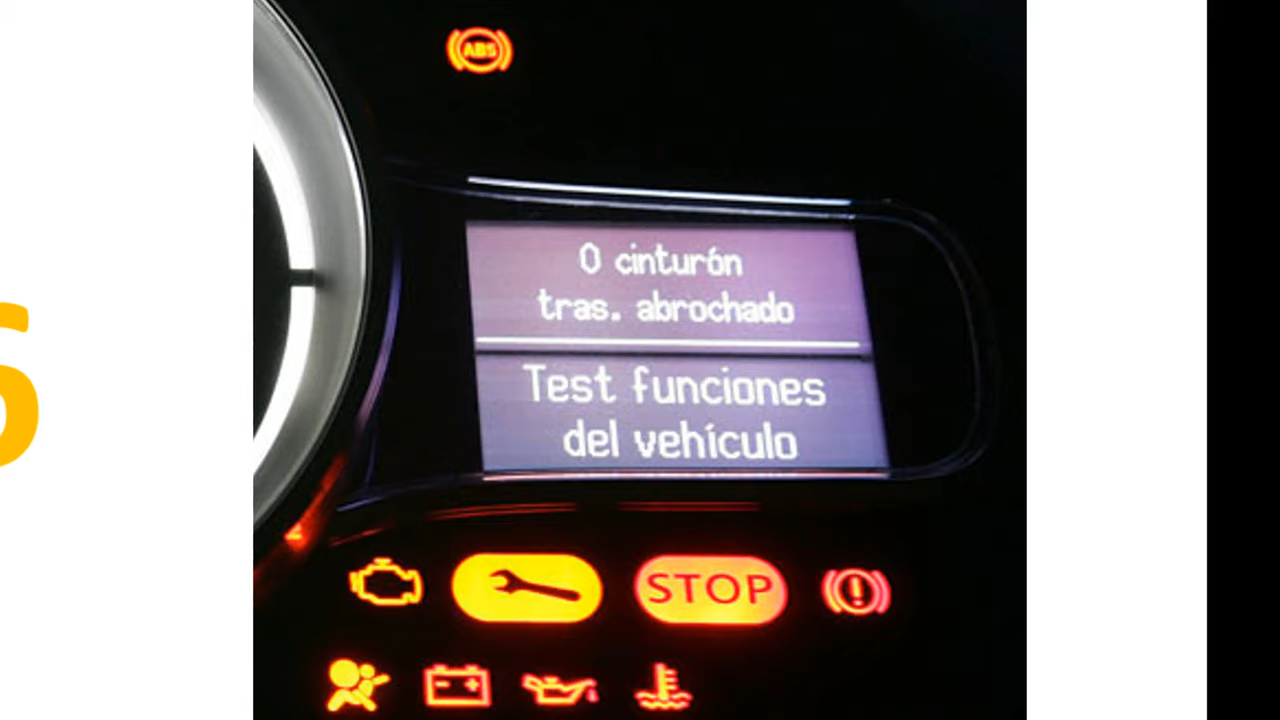 ABS
0 cinturón
tras. abrochado
Test funciones
del vehículo
STOP